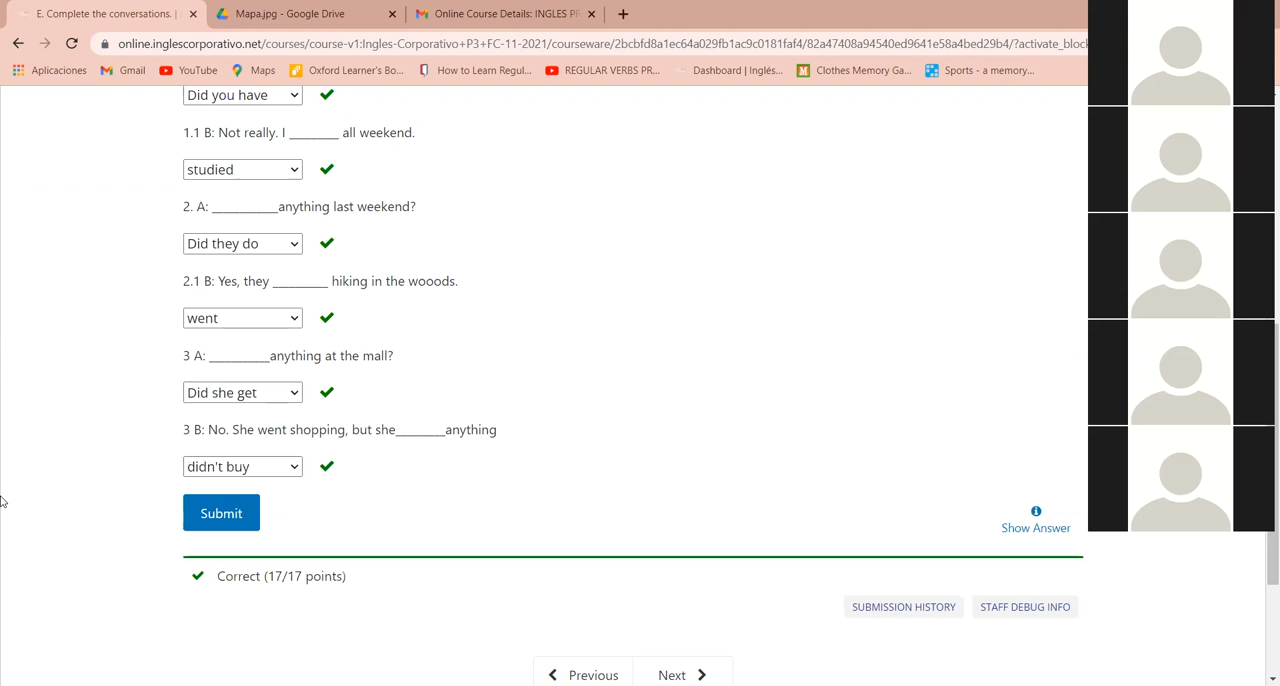 E. Complete the conversations. |
Mapa.jpg - Google Drive
Online Course Details: INGLES PR
online.inglescorporativo.net/courses/course-v1:Ingles-Corporativo+P3+FC-11-2021/courseware/2bcbfd8a1ec64a029fb1ac9c0181faf4/82a47408a94540ed9641e58a4bed29b4/?activate_block
Aplicaciones Gmail YouTube Maps Oxford Learner's Bo... How to Learn Regul... REGULAR VERBS PR... Dashboard | Inglés... Clothes Memory Ga... Sports - a memory...
Did you have
1.1 B: Not really. I ________ all weekend.
studied
2. A: ___________anything last weekend?
Did they do
2.1 B: Yes, they _________ hiking in the wooods.
went
3 A: __________anything at the mall?
Did she get
3 B: No. She went shopping, but she________anything
didn't buy
Submit
Show Answer
Correct (17/17 points)
SUBMISSION HISTORY STAFF DEBUG INFO
Previous Next